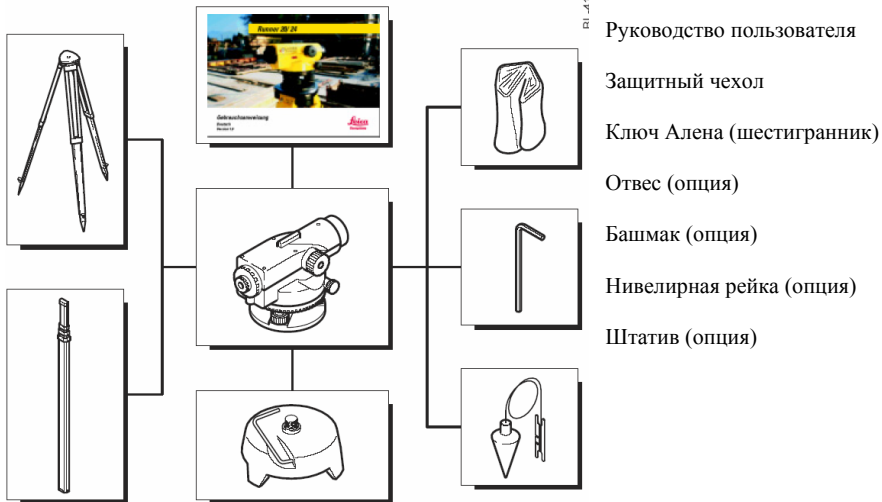 Runner 20/ 24
Gebrauchsanweisung
Deutsch
Leica
Руководство пользователя
Защитный чехол
Ключ Алена (шестигранник)
Отвес (опция)
Башмак (опция)
Нивелирная рейка (опция)
Штатив (опция)